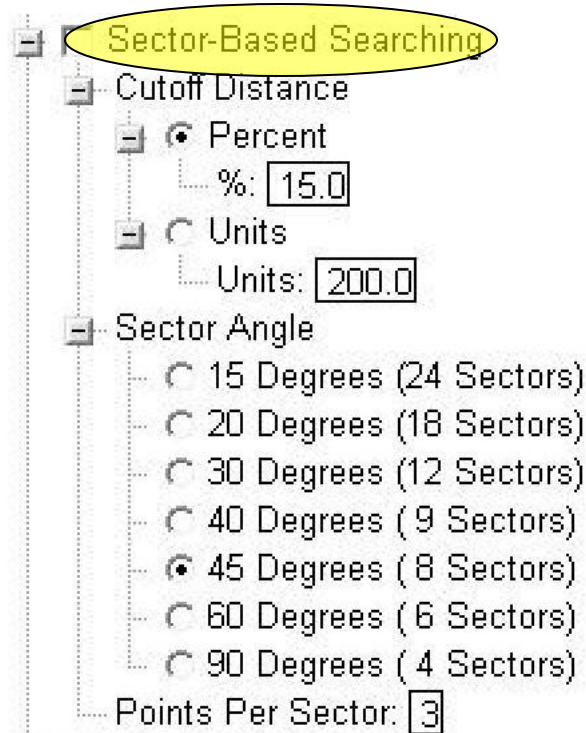 Sector-Based Searching
Cutoff Distance
Percent
%: 15.0
Units
Units: 200.0
Sector Angle
15 Degrees (24 Sectors)
20 Degrees (18 Sectors)
30 Degrees (12 Sectors)
40 Degrees ( 9 Sectors)
45 Degrees ( 8 Sectors)
60 Degrees ( 6 Sectors)
90 Degrees ( 4 Sectors)
Points Per Sector: 3